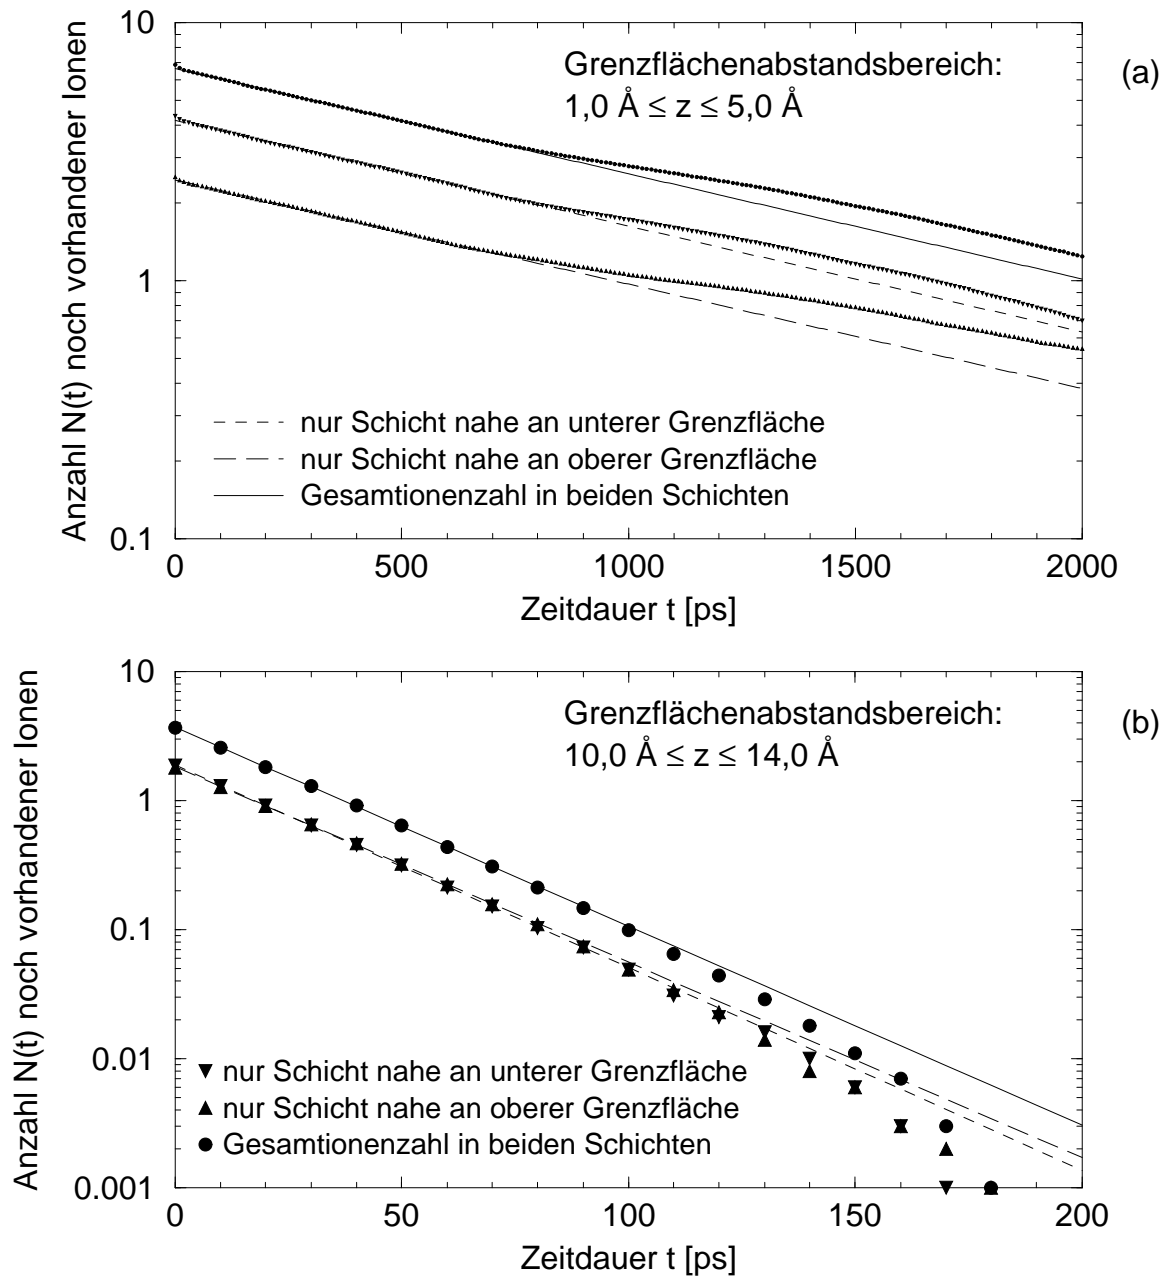 10
1
0.1
Anzahl N(t) noch vorhandener Ionen
Grenzflächenabstandsbereich:
1,0 Å ≤ z ≤ 5,0 Å
(a)
nur Schicht nahe an unterer Grenzfläche
nur Schicht nahe an oberer Grenzfläche
Gesamtionenzahl in beiden Schichten
0 500 1000 1500 2000
Zeitdauer t [ps]
10
1
0.1
0.01
0.001
Anzahl N(t) noch vorhandener Ionen
Grenzflächenabstandsbereich:
10,0 Å ≤ z ≤ 14,0 Å
(b)
nur Schicht nahe an unterer Grenzfläche
nur Schicht nahe an oberer Grenzfläche
Gesamtionenzahl in beiden Schichten
0 50 100 150 200
Zeitdauer t [ps]